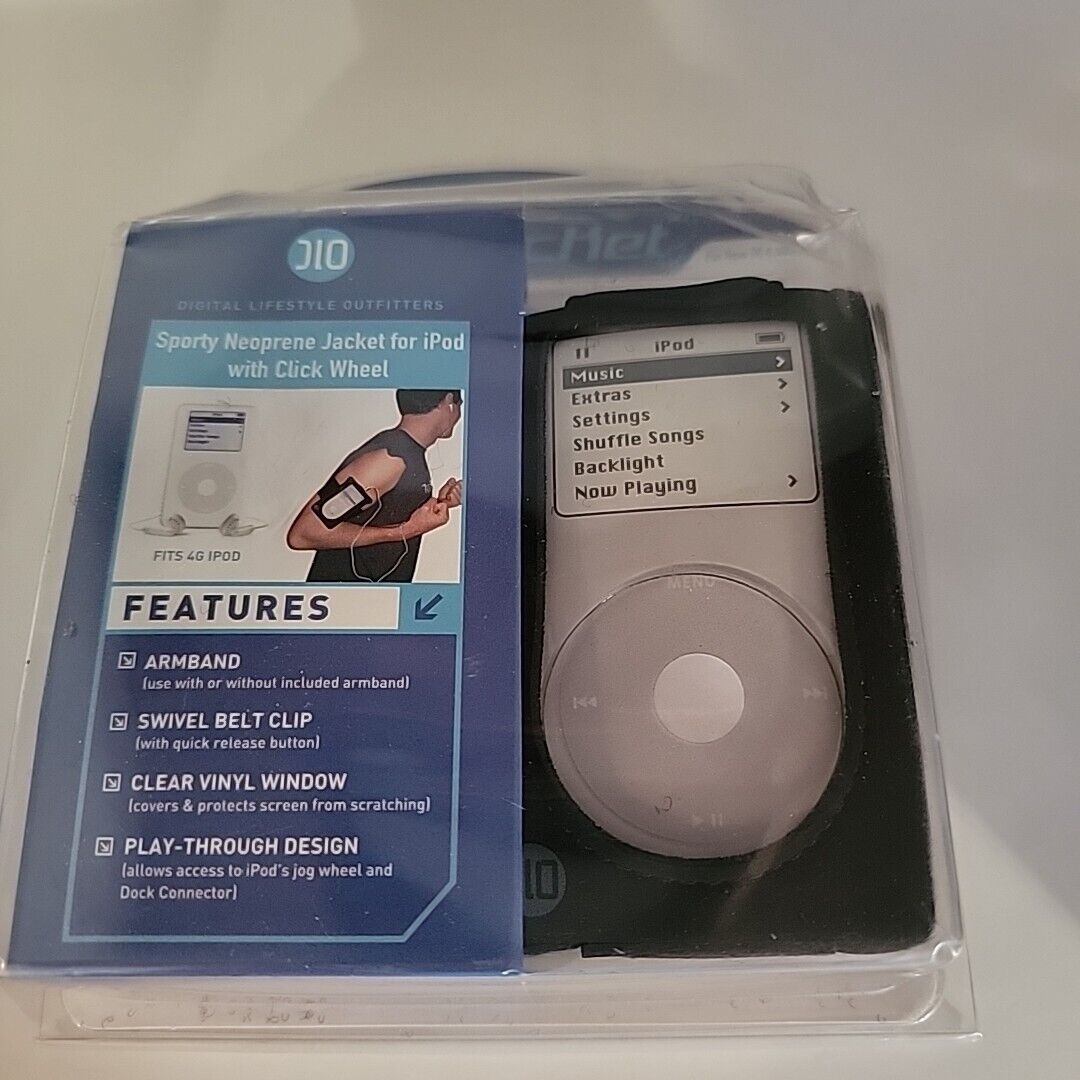 DLO
DIGITAL LIFESTYLE OUTFITTERS
Sporty Neoprene Jacket for iPod
with Click Wheel
FITS 4G IPOD
FEATURES
ARMBAND
(use with or without included armband)
SWIVEL BELT CLIP
(with quick release button)
CLEAR VINYL WINDOW
(covers & protects screen from scratching)
PLAY-THROUGH DESIGN
(allows access to iPod's jog wheel and
Dock Connector)
cket
iPod
Music
Extras
Settings
Shuffle Songs
Backlight
Now Playing
MENU